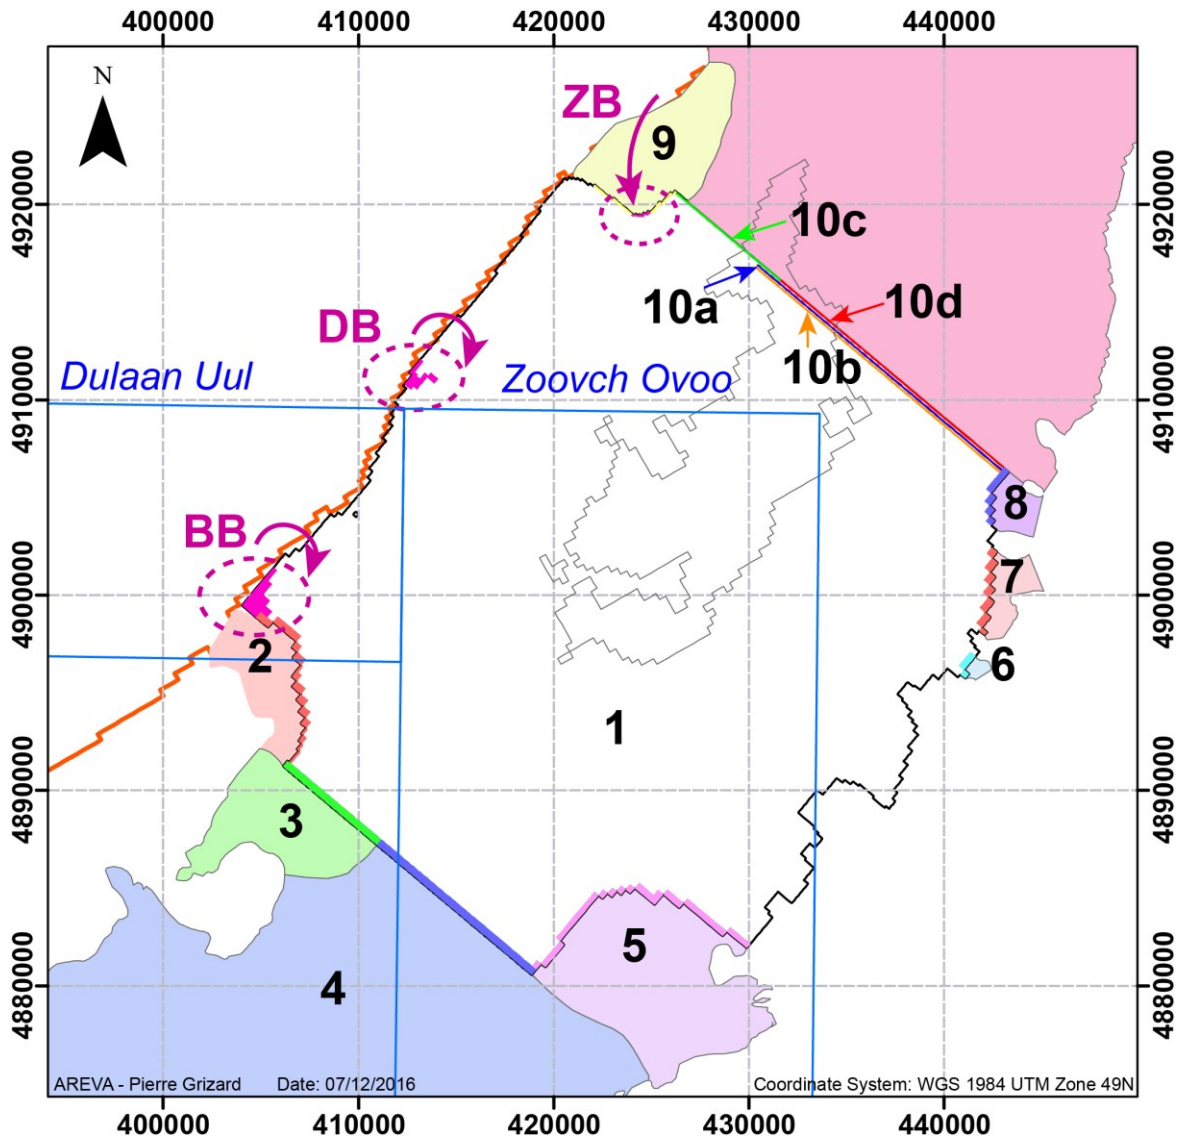 400000 410000 420000 430000 440000
N
ZB
9
4920000 4920000
10c
10a
10d
DB
10b
Dulaan Uul
Zoovch Ovoo
4910000 4910000
8
BB
7
4900000 4900000
2
6
1
4890000 4890000
3
5
4880000 4880000
4
AREVA - Pierre Grizard Date: 07/12/2016 Coordinate System: WGS 1984 UTM Zone 49N
400000 410000 420000 430000 440000